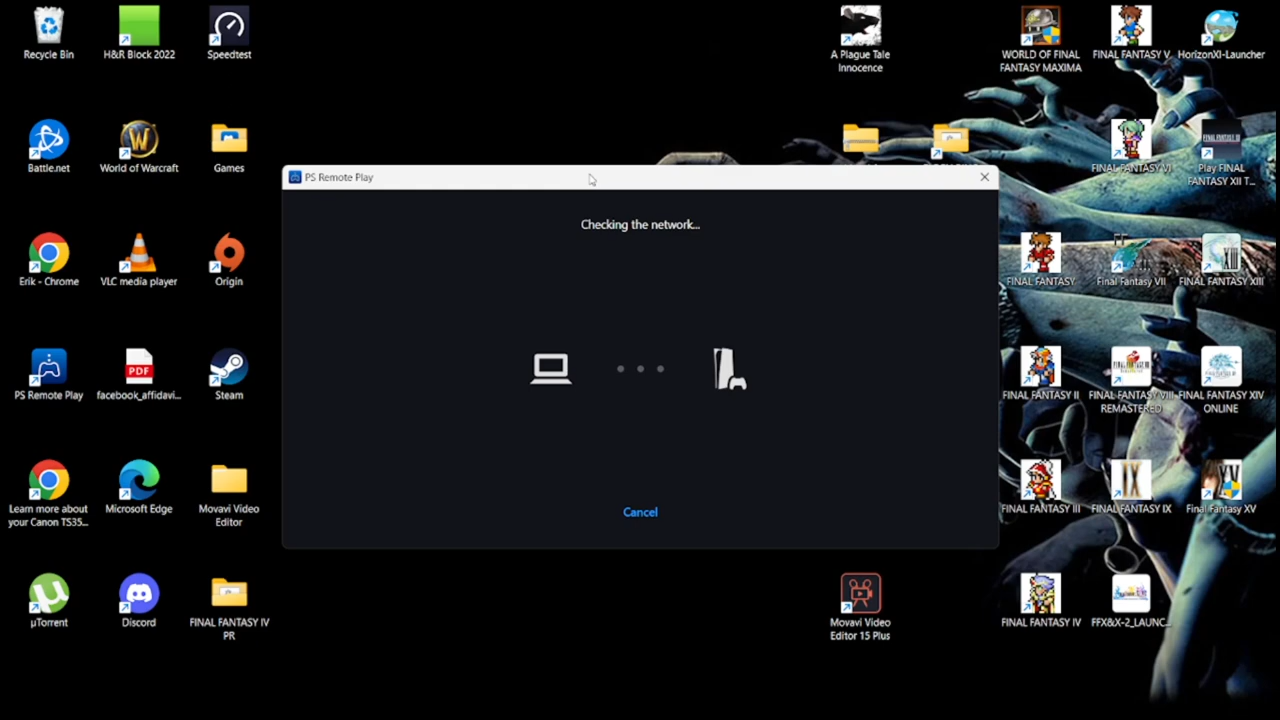 Recycle Bin
H&R Block 2022
Speedtest
A Plague Tale
Innocence
WORLD OF FINAL
FANTASY MAXIMA
FINAL FANTASY V
HorizonXI-Launcher
Battle.net
World of Warcraft
Games
FINAL FANTASY VI
Play FINAL
FANTASY XII T...
PS Remote Play
Checking the network...
Cancel
Erik - Chrome
VLC media player
Origin
FINAL FANTASY
Final Fantasy VII
FINAL FANTASY XIII
PS Remote Play
PDF
facebook_affidavi...
Steam
FINAL FANTASY II
FINAL FANTASY VIII
REMASTERED
FINAL FANTASY XIV
ONLINE
Learn more about
your Canon TS35...
Microsoft Edge
Movavi Video
Editor
FINAL FANTASY III
IX
FINAL FANTASY IX
XV
Final Fantasy XV
µTorrent
Discord
FINAL FANTASY IV
PR
Movavi Video
Editor 15 Plus
FINAL FANTASY IV
FFX&X-2_LAUNC...